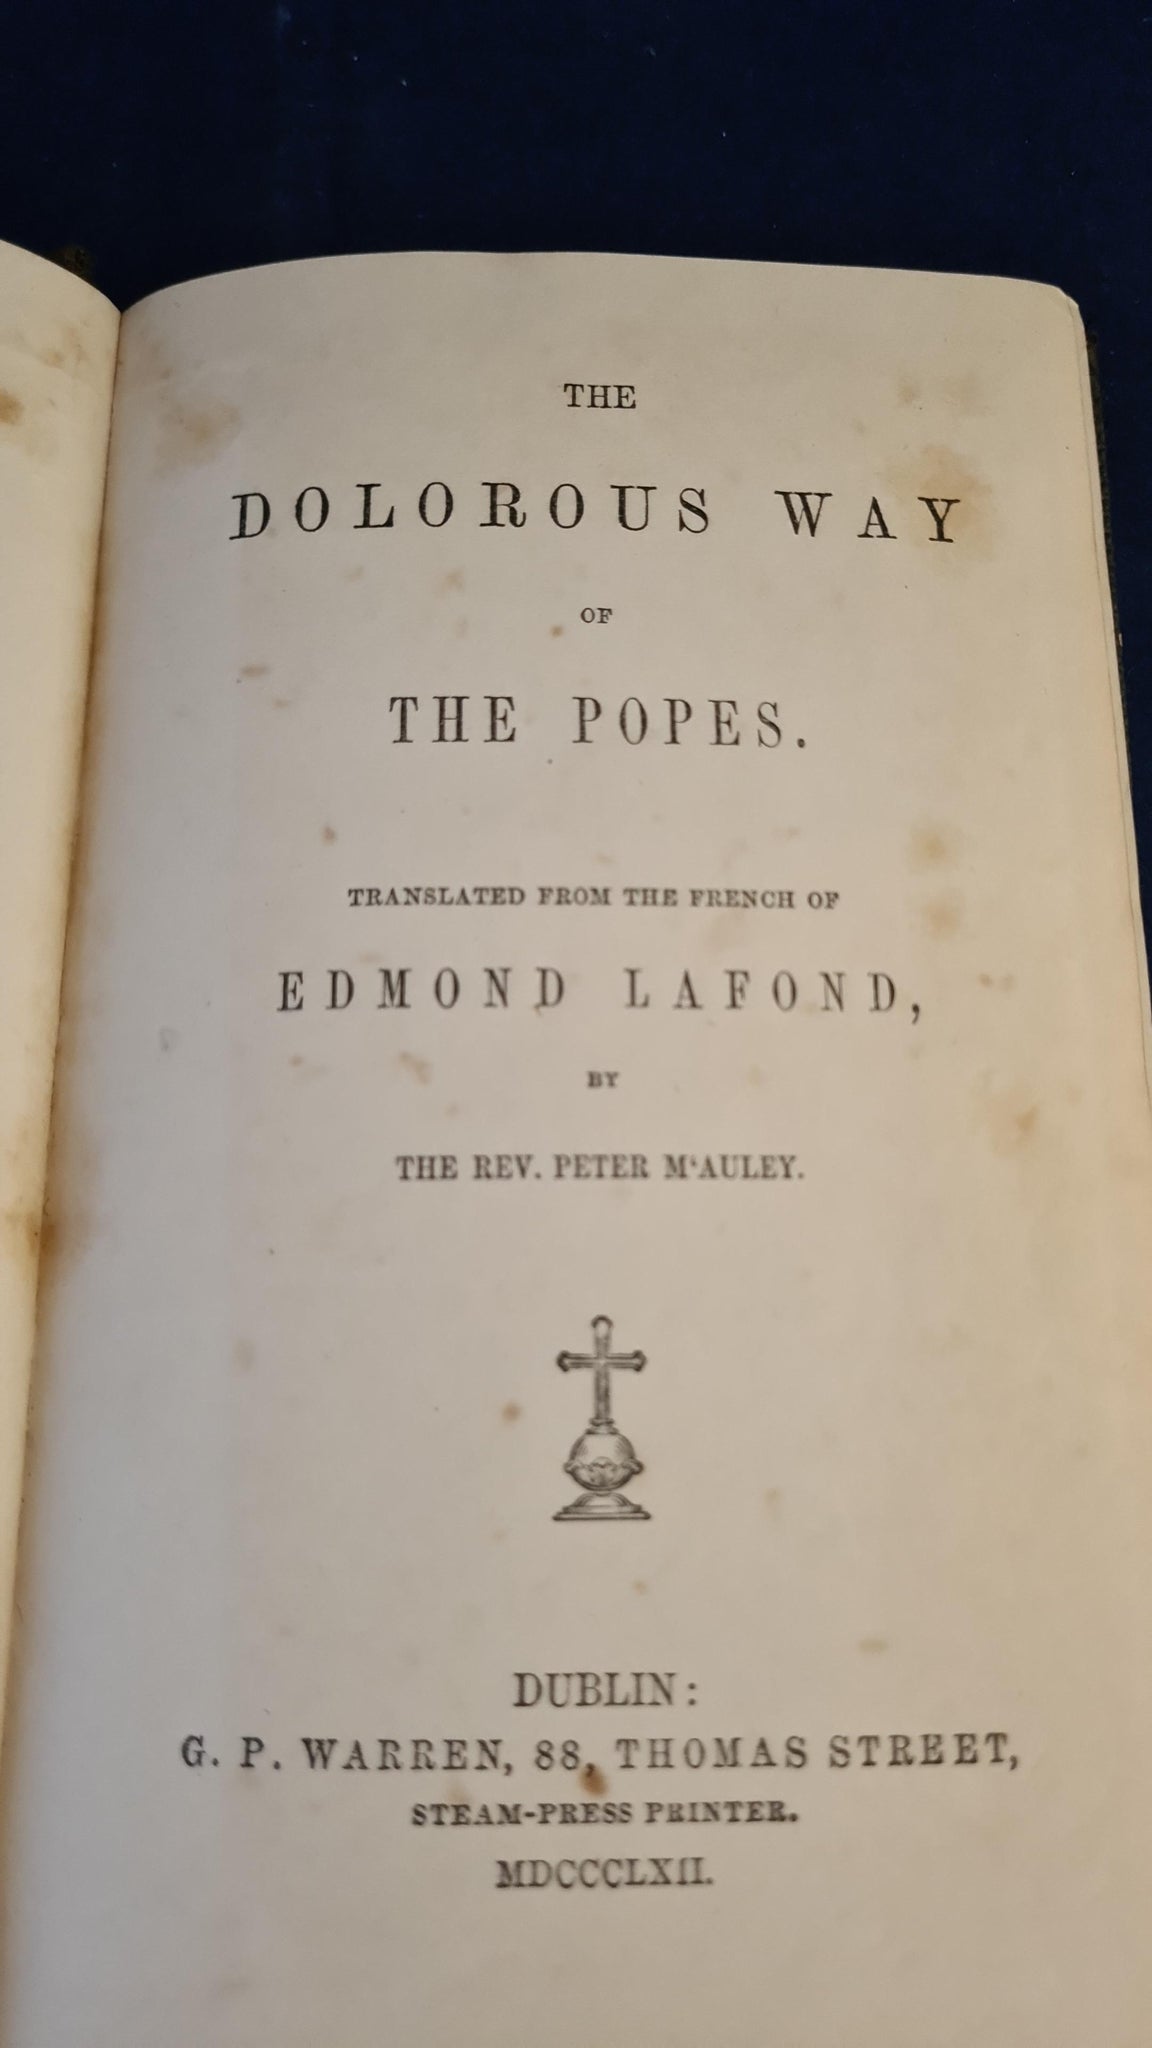 THE
DOLOROUS WAY
OF
THE POPES.
TRANSLATED FROM THE FRENCH OF
EDMOND LAFOND,
BY
THE REV. PETER M‘AULEY.
DUBLIN:
G. P. WARREN, 88, THOMAS STREET,
STEAM-PRESS PRINTER.
MDCCCLXII.